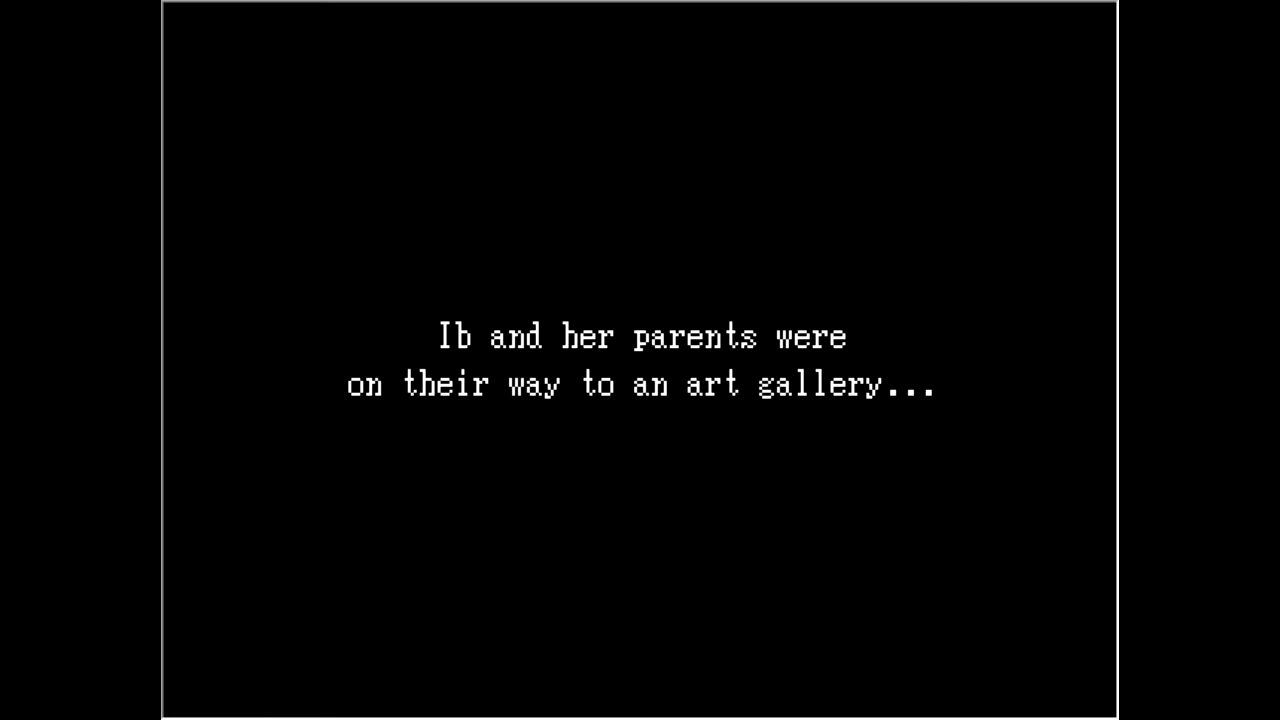 Ib and her parents were
on their way to an art gallery...